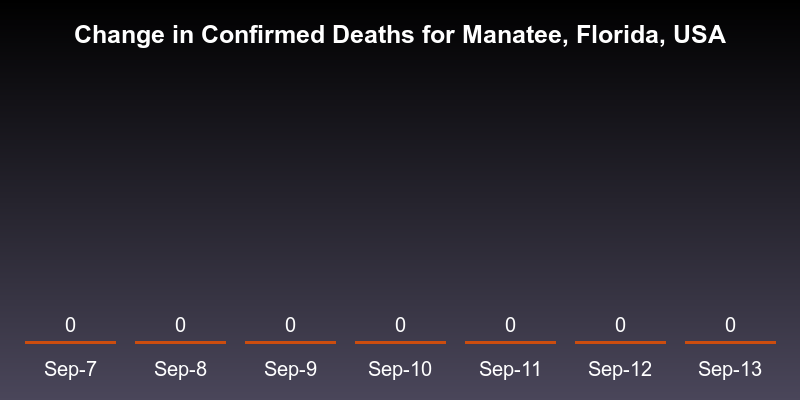 Change in Confirmed Deaths for Manatee, Florida, USA
0 0 0 0 0 0 0
Sep-7 Sep-8 Sep-9 Sep-10 Sep-11 Sep-12 Sep-13